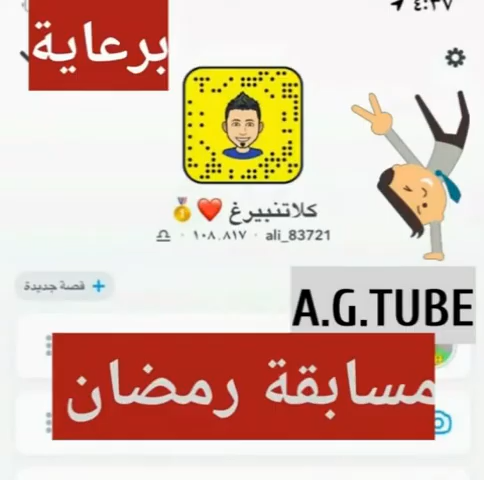 ٤:٣٧
برعاية
كلاتنبيرغ ❤️🥇
ali_83721 · ١٠٨,٨١٧ · ♎
+ قصة جديدة
A.G.TUBE
مسابقة رمضان